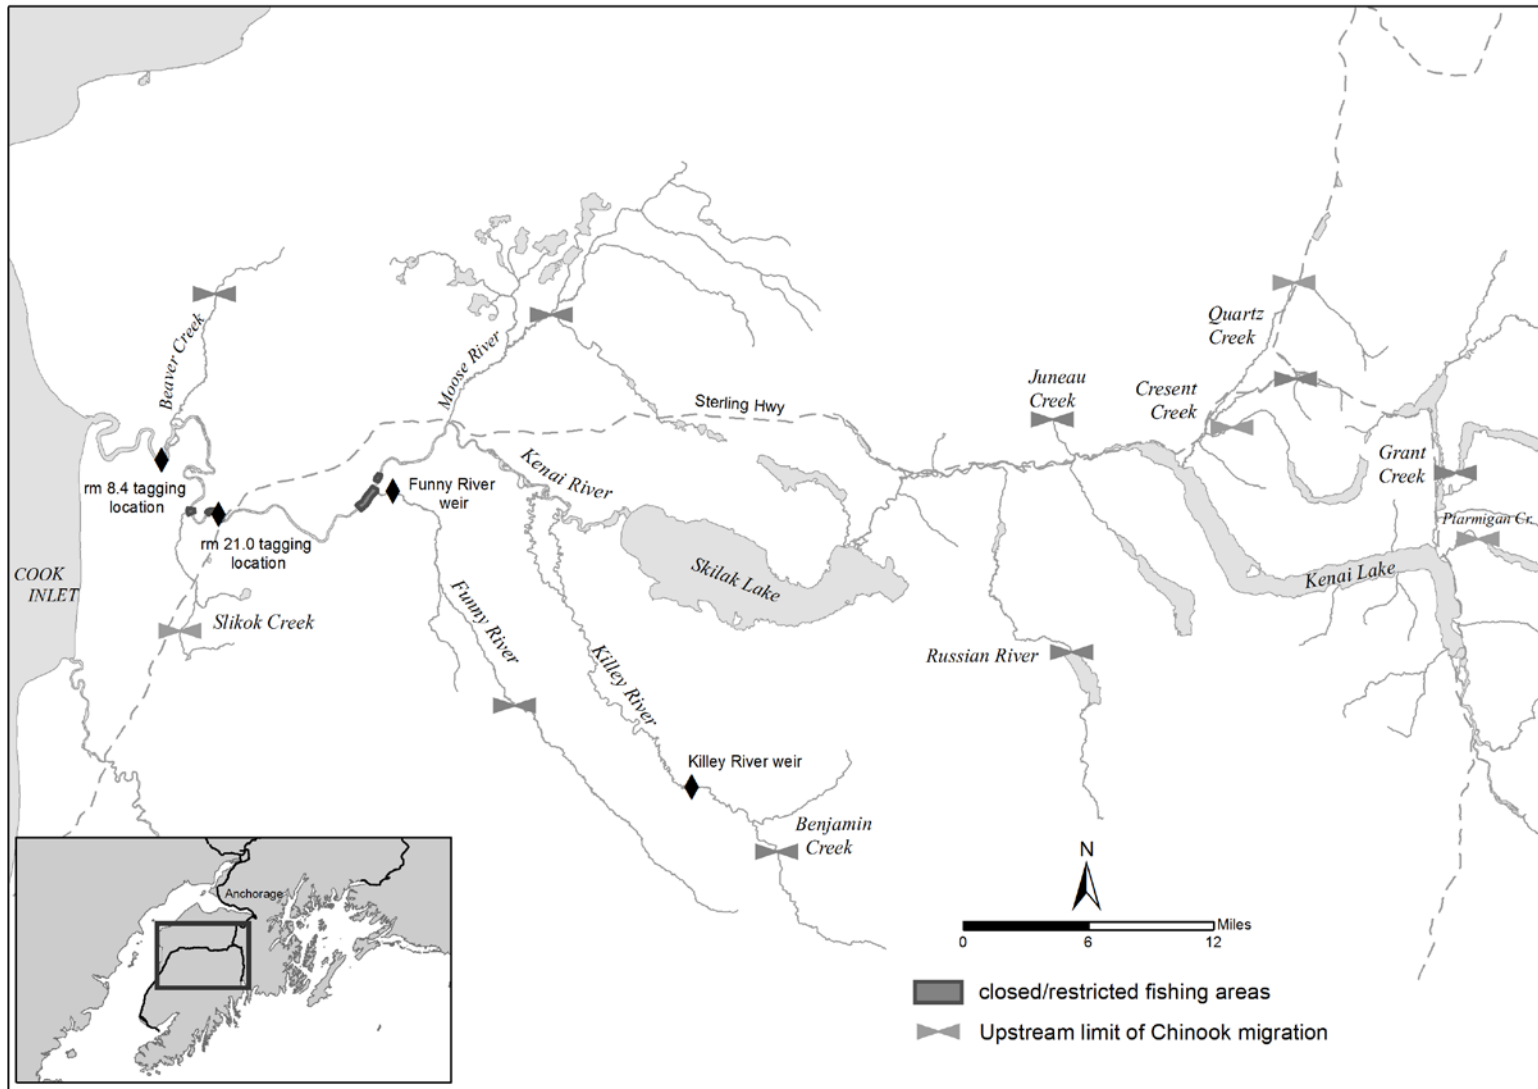 Beaver Creek
Moose River
Quartz
Creek
Juneau
Creek
Cresent
Creek
Sterling Hwy
Grant
Creek
Kenai River
Funny River
weir
rm 8.4 tagging
location
rm 21.0 tagging
location
Ptarmigan Cr.
Skilak Lake
Kenai Lake
COOK
INLET
Slikok Creek
Funny River
Killey River
Russian River
Killey River weir
Benjamin
Creek
N
Anchorage
Miles
0
6
12
closed/restricted fishing areas
Upstream limit of Chinook migration